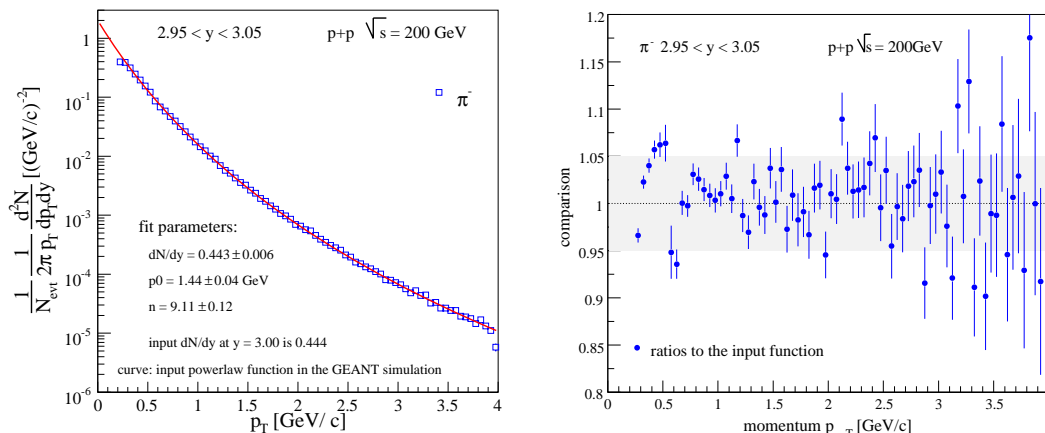 2.95 < y < 3.05
p+p √s = 200 GeV
π⁻
1/N_evt 1/2π p_T d²N/dp_T dy [(GeV/c)⁻²]
1
10⁻¹
10⁻²
10⁻³
10⁻⁴
10⁻⁵
10⁻⁶
fit parameters:
dN/dy = 0.443 ± 0.006
p0 = 1.44 ± 0.04 GeV
n = 9.11 ± 0.12
input dN/dy at y = 3.00 is 0.444
curve: input powerlaw function in the GEANT simulation
0 0.5 1 1.5 2 2.5 3 3.5 4
p_T [GeV/ c]
π⁻ 2.95 < y < 3.05
p+p √s = 200GeV
comparison
1.2
1.15
1.1
1.05
1
0.95
0.9
0.85
0.8
ratios to the input function
0 0.5 1 1.5 2 2.5 3 3.5
momentum p_T [GeV/c]